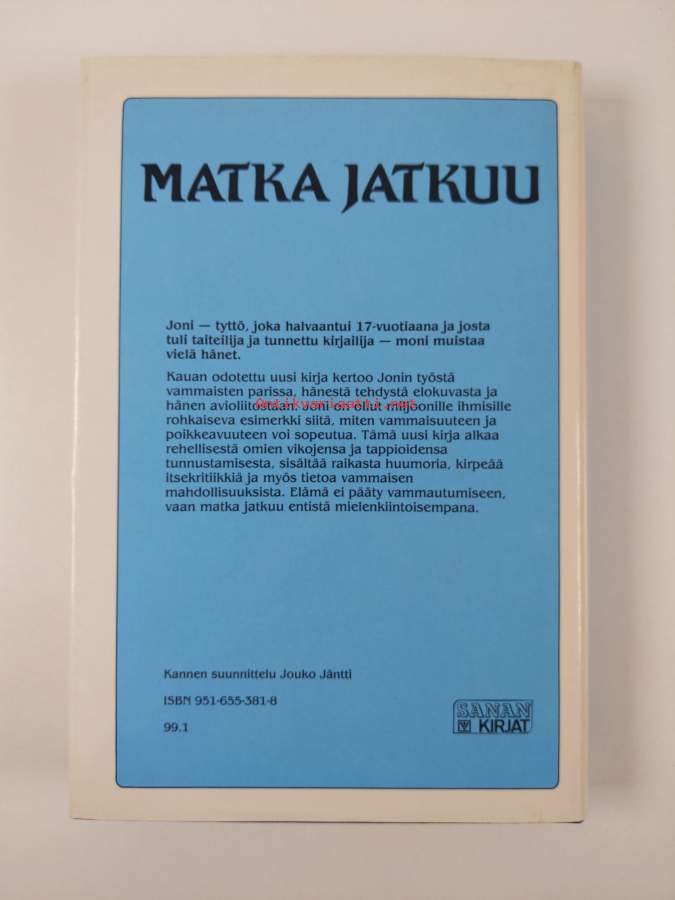 MATKA JATKUU
Joni — tyttö, joka halvaantui 17-vuotiaana ja josta
tuli taiteilija ja tunnettu kirjailija — moni muistaa
vielä hänet.
Kauan odotettu uusi kirja kertoo Jonin työstä
vammaisten parissa, hänestä tehdystä elokuvasta ja
hänen avioliitostaan. Joni on ollut miljoonille ihmisille
Antikvariaatti.net
rohkaiseva esimerkki siitä, miten vammaisuuteen ja
poikkeavuuteen voi sopeutua. Tämä uusi kirja alkaa
rehellisestä omien vikojensa ja tappioidensa
tunnustamisesta, sisältää raikasta huumoria, kirpeää
itsekritiikkiä ja myös tietoa vammaisen
mahdollisuuksista. Elämä ei pääty vammautumiseen,
vaan matka jatkuu entistä mielenkiintoisempana.
Kannen suunnittelu Jouko Jäntti
ISBN 951-655-381-8
99.1
SANAN
KIRJAT